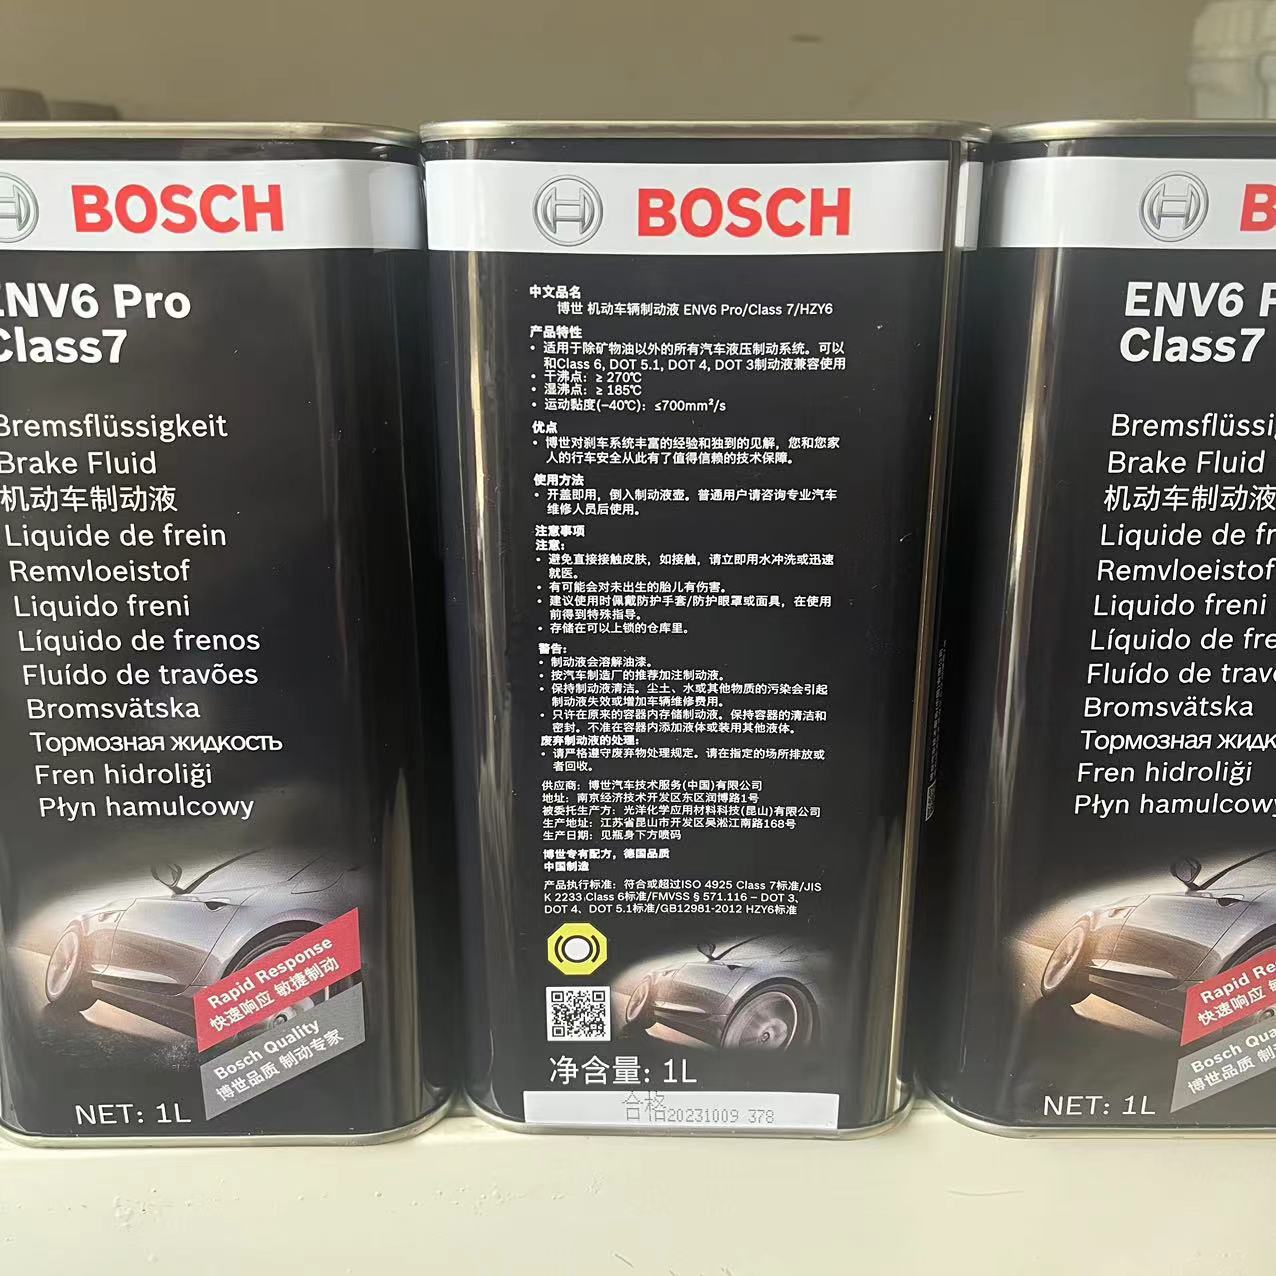 BOSCH
ENV6 Pro
Class7
Bremsflüssigkeit
Brake Fluid
机动车制动液
Liquide de frein
Remvloeistof
Liquido freni
Líquido de frenos
Fluído de travões
Bromsvätska
Тормозная жидкость
Fren hidroliği
Płyn hamulcowy
Rapid Response
快速响应 敏捷制动
Bosch Quality
博世品质 制动专家
NET: 1L
BOSCH
中文品名
博世 机动车辆制动液 ENV6 Pro/Class 7/HZY6
产品特性
• 适用于除矿物油以外的所有汽车液压制动系统。可以
和Class 6, DOT 5.1, DOT 4, DOT 3制动液兼容使用
• 干沸点：≥ 270℃
• 湿沸点：≥ 185℃
• 运动黏度(-40℃)：≤700mm²/s
优点
• 博世对刹车系统丰富的经验和独到的见解，您和您家
人的行车安全从此有了值得信赖的技术保障。
使用方法
• 开盖即用，倒入制动液壶。普通用户请咨询专业汽车
维修人员后使用。
注意事项
注意：
• 避免直接接触皮肤，如接触，请立即用水冲洗或迅速
就医。
• 有可能会对未出生的胎儿有伤害。
• 建议使用时佩戴防护手套/防护眼罩或面具，在使用
前得到特殊指导。
• 存储在可以上锁的仓库里。
警告：
• 制动液会溶解油漆。
• 按汽车制造厂的推荐加注制动液。
• 保持制动液清洁。尘土、水或其他物质的污染会引起
制动液失效或增加车辆维修费用。
• 只许在原来的容器内存储制动液。保持容器的清洁和
密封。不准在容器内添加液体或装用其他液体。
废弃制动液的处理：
• 请严格遵守废弃物处理规定。请在指定的场所排放或
者回收。
供应商：博世汽车技术服务(中国)有限公司
地址：南京经济技术开发区东区润博路1号
被委托生产方：光洋化学应用材料科技(昆山)有限公司
生产地址：江苏省昆山市开发区吴淞江南路168号
生产日期：见瓶身下方喷码
博世专有配方，德国品质
中国制造
产品执行标准：符合或超过ISO 4925 Class 7标准/JIS
K 2233 Class 6标准/FMVSS § 571.116 – DOT 3、
DOT 4、DOT 5.1标准/GB12981-2012 HZY6标准
净含量: 1L
合格20231009 378
ENV6
Class7
Brake Fluid
机动车制动液
Liquide de
Remvloeistof
Liquido freni
Líquido de
Fluído de
Bromsvätska
Тормозная
Fren hidroliği
Płyn hamulcowy
Rapid
快速响应
Bosch
博世品质
NET: 1L